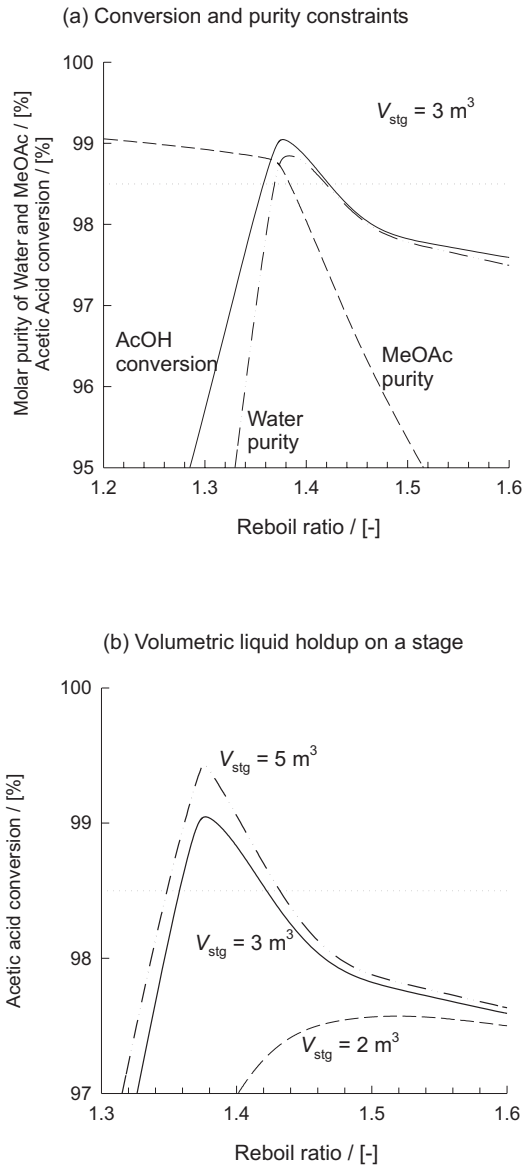 (a) Conversion and purity constraints
Molar purity of Water and MeOAc / [%]
Acetic Acid conversion / [%]
100
99
98
97
96
95
V_stg = 3 m³
AcOH
conversion
Water
purity
MeOAc
purity
1.2 1.3 1.4 1.5 1.6
Reboil ratio / [-]
(b) Volumetric liquid holdup on a stage
Acetic acid conversion / [%]
100
99
98
97
V_stg = 5 m³
V_stg = 3 m³
V_stg = 2 m³
1.3 1.4 1.5 1.6
Reboil ratio / [-]